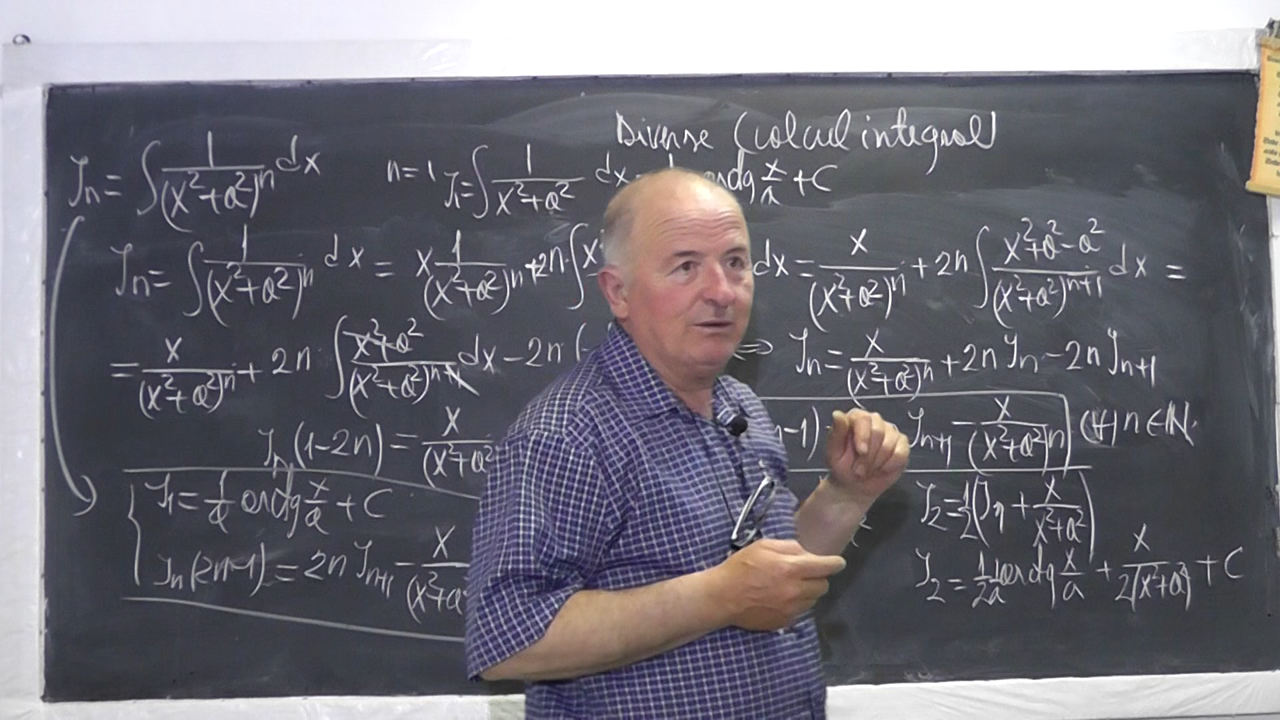 Diverse (calcul integral)
Jn = ∫ 1/(x²+a²)ⁿ dx n=1 J₁=∫ 1/(x²+a²) dx arctg x/a + C
Jn = ∫ 1/(x²+a²)ⁿ dx = x 1/(x²+a²)ⁿ + 2n·∫ x² dx = x/(x²+a²)ⁿ + 2n ∫ (x²+a²-a²)/(x²+a²)ⁿ⁺¹ dx =
= x/(x²+a²)ⁿ + 2n ∫ (x²+a²)/(x²+a²)ⁿ⁺¹ dx - 2n ⇒ Jn = x/(x²+a²)ⁿ + 2n Jn - 2n Jn+1
Jn (1-2n) = x/(x²+a² n-1) Jn+1 - x/(x²+a²)ⁿ (∀) n ∈ ℕ*
J₁ = 1/a arctg x/a + C J₂ = 1/2 (J₁ + x/(x²+a²))
Jn (2n-1) = 2n Jn+1 - x/(x²+a² J₂ = 1/2a arctg x/a + x/2(x²+a²) + C